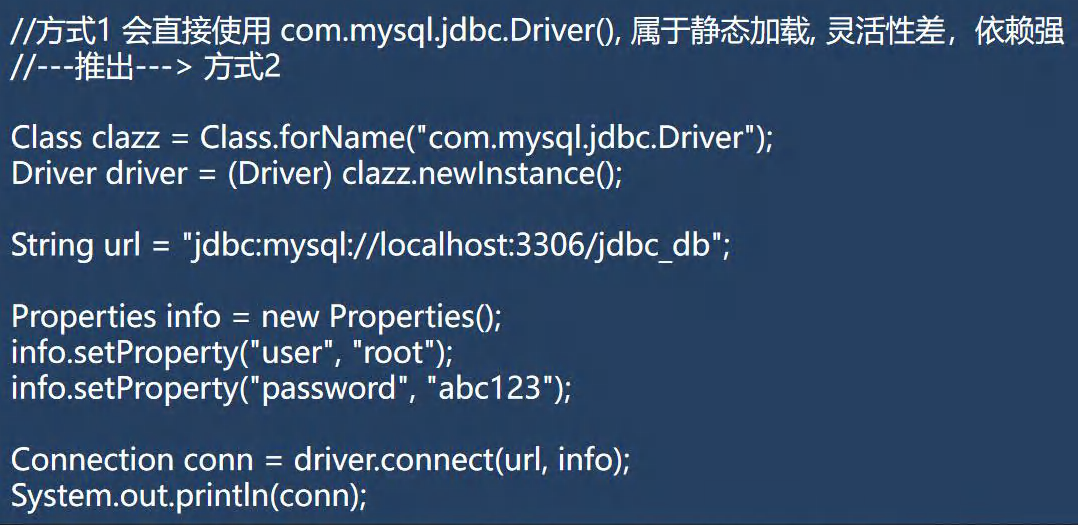 //方式1 会直接使用 com.mysql.jdbc.Driver(), 属于静态加载, 灵活性差，依赖强
//---推出---> 方式2
Class clazz = Class.forName("com.mysql.jdbc.Driver");
Driver driver = (Driver) clazz.newInstance();
String url = "jdbc:mysql://localhost:3306/jdbc_db";
Properties info = new Properties();
info.setProperty("user", "root");
info.setProperty("password", "abc123");
Connection conn = driver.connect(url, info);
System.out.println(conn);